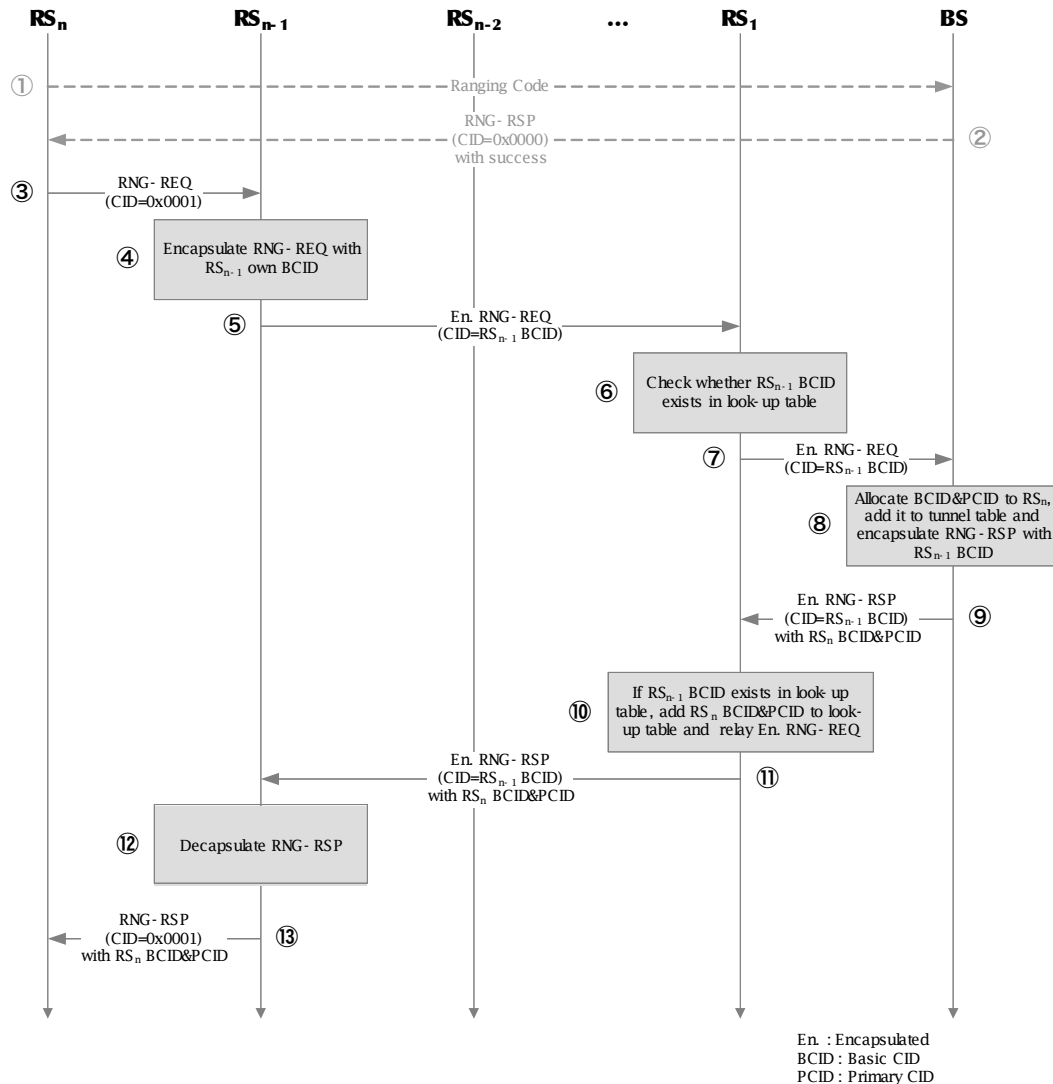 RSn RSn-1 RSn-2 ... RS1 BS
① Ranging Code
RNG-RSP
(CID=0x0000)
with success
②
③ RNG-REQ
(CID=0x0001)
④ Encapsulate RNG-REQ with
RSn-1 own BCID
⑤ En. RNG-REQ
(CID=RSn-1 BCID)
⑥ Check whether RSn-1 BCID
exists in look-up table
⑦ En. RNG-REQ
(CID=RSn-1 BCID)
⑧ Allocate BCID&PCID to RSn,
add it to tunnel table and
encapsulate RNG-RSP with
RSn-1 BCID
En. RNG-RSP
(CID=RSn-1 BCID)
with RSn BCID&PCID
⑨
⑩ If RSn-1 BCID exists in look-up
table, add RSn BCID&PCID to look-
up table and relay En. RNG-REQ
En. RNG-RSP
(CID=RSn-1 BCID)
with RSn BCID&PCID
⑪
⑫ Decapsulate RNG-RSP
RNG-RSP
(CID=0x0001)
with RSn BCID&PCID
⑬
En. : Encapsulated
BCID : Basic CID
PCID : Primary CID